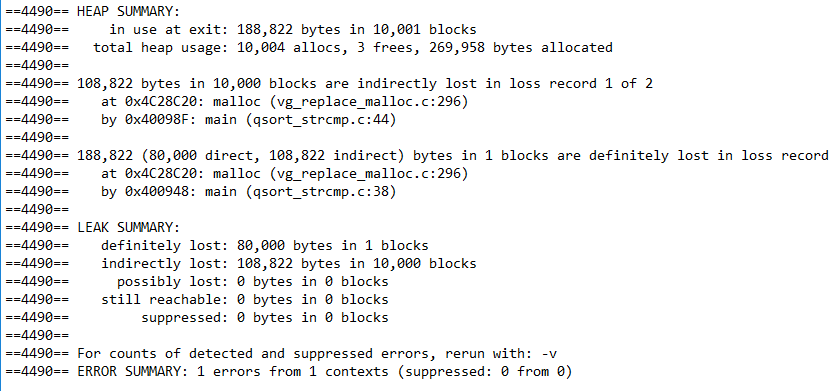 ==4490== HEAP SUMMARY:
==4490==     in use at exit: 188,822 bytes in 10,001 blocks
==4490==   total heap usage: 10,004 allocs, 3 frees, 269,958 bytes allocated
==4490==
==4490== 108,822 bytes in 10,000 blocks are indirectly lost in loss record 1 of 2
==4490==    at 0x4C28C20: malloc (vg_replace_malloc.c:296)
==4490==    by 0x40098F: main (qsort_strcmp.c:44)
==4490==
==4490== 188,822 (80,000 direct, 108,822 indirect) bytes in 1 blocks are definitely lost in loss record
==4490==    at 0x4C28C20: malloc (vg_replace_malloc.c:296)
==4490==    by 0x400948: main (qsort_strcmp.c:38)
==4490==
==4490== LEAK SUMMARY:
==4490==    definitely lost: 80,000 bytes in 1 blocks
==4490==    indirectly lost: 108,822 bytes in 10,000 blocks
==4490==      possibly lost: 0 bytes in 0 blocks
==4490==    still reachable: 0 bytes in 0 blocks
==4490==         suppressed: 0 bytes in 0 blocks
==4490==
==4490== For counts of detected and suppressed errors, rerun with: -v
==4490== ERROR SUMMARY: 1 errors from 1 contexts (suppressed: 0 from 0)